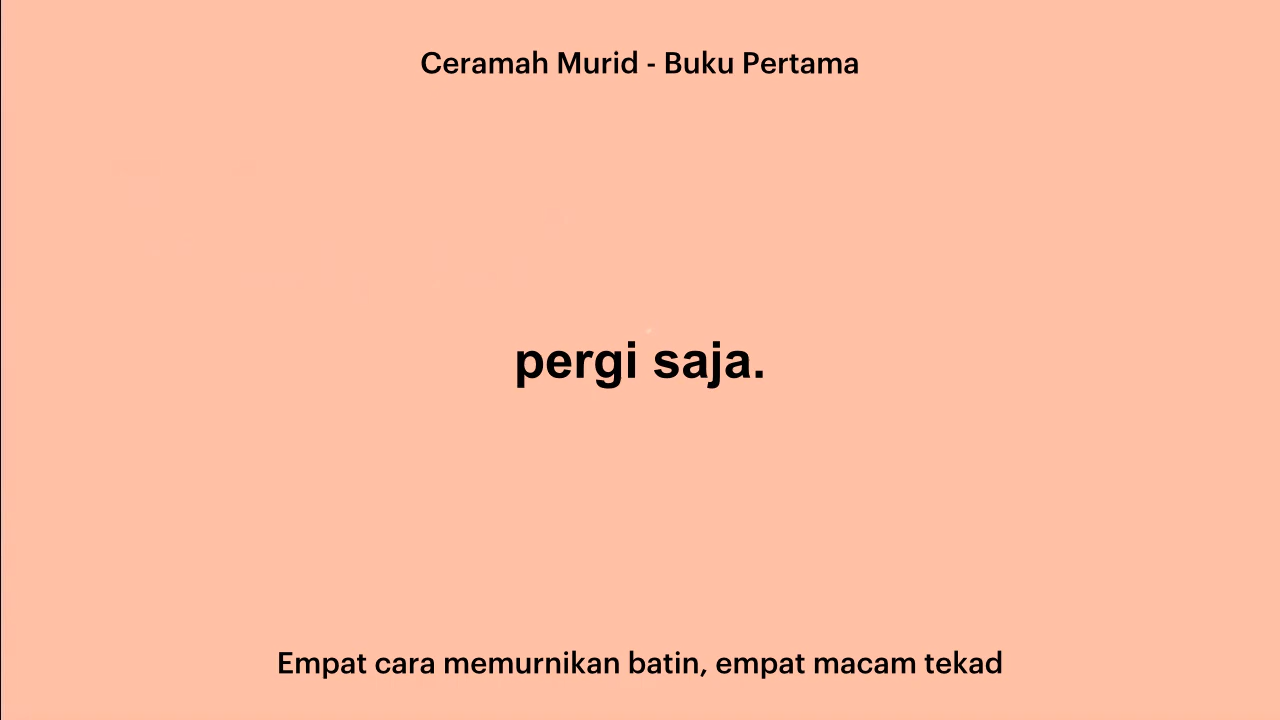 Ceramah Murid - Buku Pertama
pergi saja.
Empat cara memurnikan batin, empat macam tekad